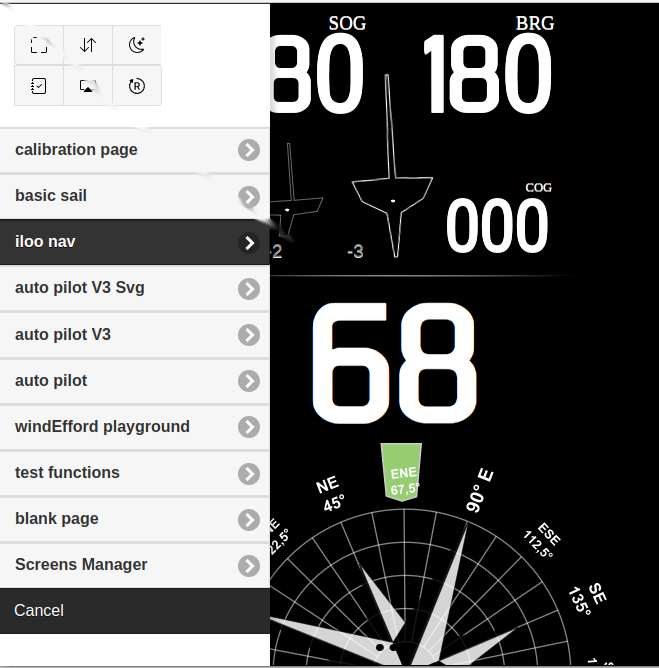 calibration page
basic sail
iloo nav
auto pilot V3 Svg
auto pilot V3
auto pilot
windEfford playground
test functions
blank page
Screens Manager
Cancel
SOG
BRG
80
180
COG
000
-2
-3
68
ENE
67,5°
NE
45°
90° E
22,5°
ESE
112,5°
SE
135°